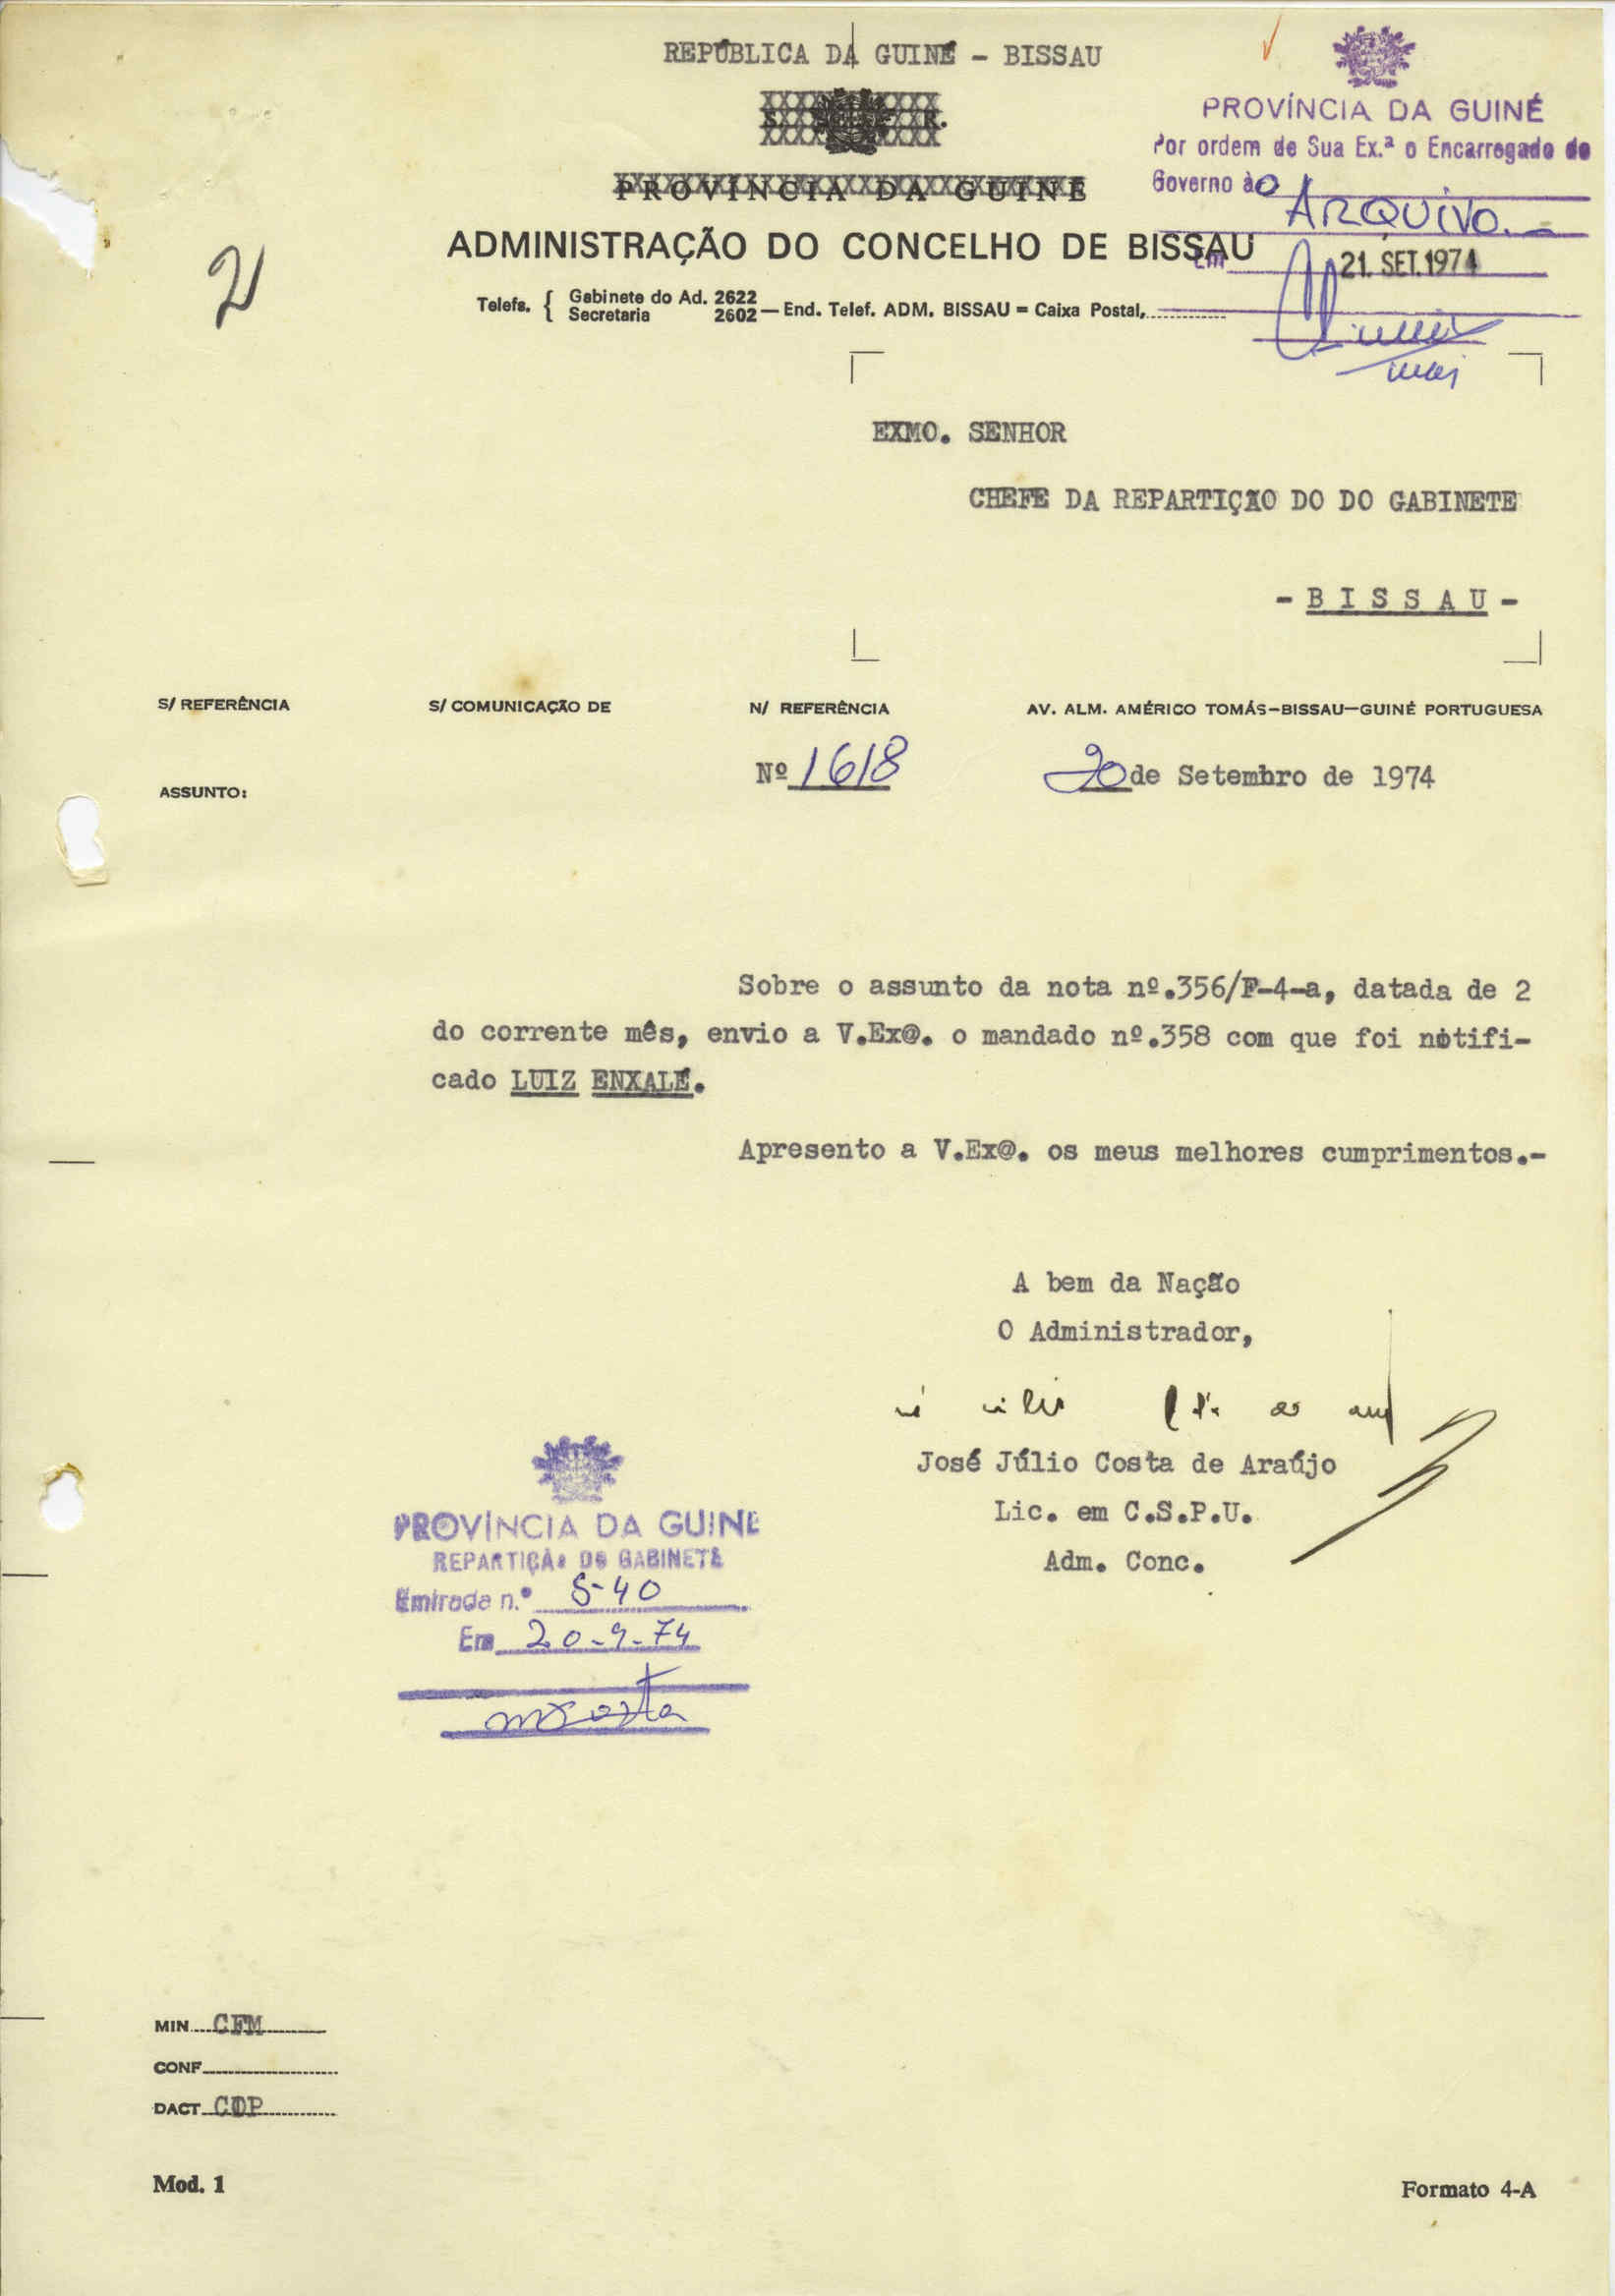 REPÚBLICA DA GUINÉ - BISSAU
S. R.
PROVÍNCIA DA GUINÉ
ADMINISTRAÇÃO DO CONCELHO DE BISSAU
Telefs. { Gabinete do Ad. 2622
Secretaria 2602 — End. Telef. ADM. BISSAU = Caixa Postal,
PROVÍNCIA DA GUINÉ
Por ordem de Sua Ex.ª o Encarregado do
Governo à o
ARQUIVO.
Em 21. SET. 1974
EXMO. SENHOR
CHEFE DA REPARTIÇÃO DO DO GABINETE
- B I S S A U -
S/ REFERÊNCIA S/ COMUNICAÇÃO DE N/ REFERÊNCIA AV. ALM. AMÉRICO TOMÁS-BISSAU-GUINÉ PORTUGUESA
Nº 1618 20 de Setembro de 1974
ASSUNTO:
Sobre o assunto da nota nº.356/F-4-a, datada de 2
do corrente mês, envio a V.Ex@. o mandado nº.358 com que foi notifi-
cado LUIZ ENXALÉ.
Apresento a V.Ex@. os meus melhores cumprimentos.-
A bem da Nação
O Administrador,
José Júlio Costa de Araújo
Lic. em C.S.P.U.
Adm. Conc.
PROVÍNCIA DA GUINÉ
REPARTIÇÃO DO GABINETE
Entrada n.º 540
Em 20-9-74
MIN. CFM
CONF
DACT COP
Mod. 1
Formato 4-A